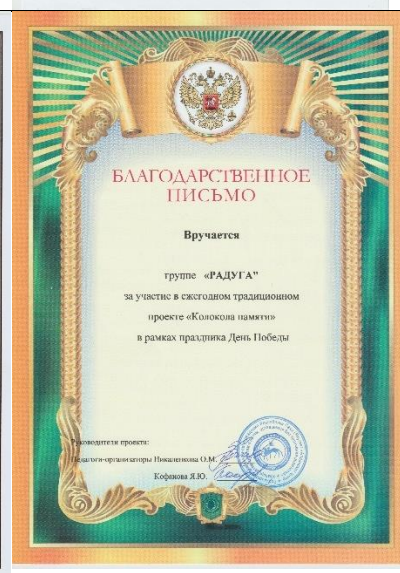 БЛАГОДАРСТВЕННОЕ
ПИСЬМО
Вручается
группе «РАДУГА"
за участие в ежегодном традиционном
проекте «Колокола памяти»
в рамках праздника День Победы
Руководители проекта:
Педагоги-организаторы О.М.
Кофанова Я.Ю.